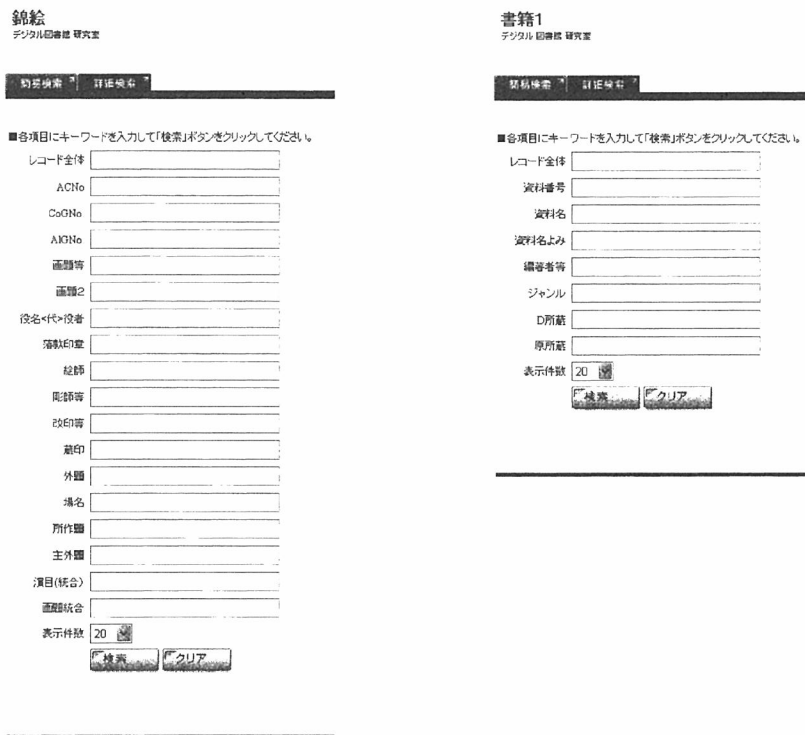 錦絵
デジタル図書館 研究室
簡易検索
詳細検索
■各項目にキーワードを入力して「検索」ボタンをクリックしてください。
レコード全体
ACNo
CoGNo
AIGNo
画題等
画題2
役名<代>役者
落款印章
絵師
彫師等
改印等
蔵印
外題
場名
所作題
主外題
演目(統合)
画題統合
表示件数 20
検索 クリア
書籍1
デジタル 図書館 研究室
簡易検索
詳細検索
■各項目にキーワードを入力して「検索」ボタンをクリックしてください。
レコード全体
資料番号
資料名
資料名よみ
編著者等
ジャンル
D所蔵
原所蔵
表示件数 20
検索 クリア